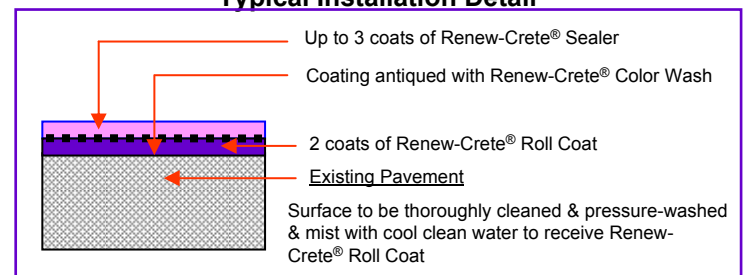 Typical Installation Detail
Up to 3 coats of Renew-Crete® Sealer
Coating antiqued with Renew-Crete® Color Wash
2 coats of Renew-Crete® Roll Coat
Existing Pavement
Surface to be thoroughly cleaned & pressure-washed
& mist with cool clean water to receive Renew-
Crete® Roll Coat